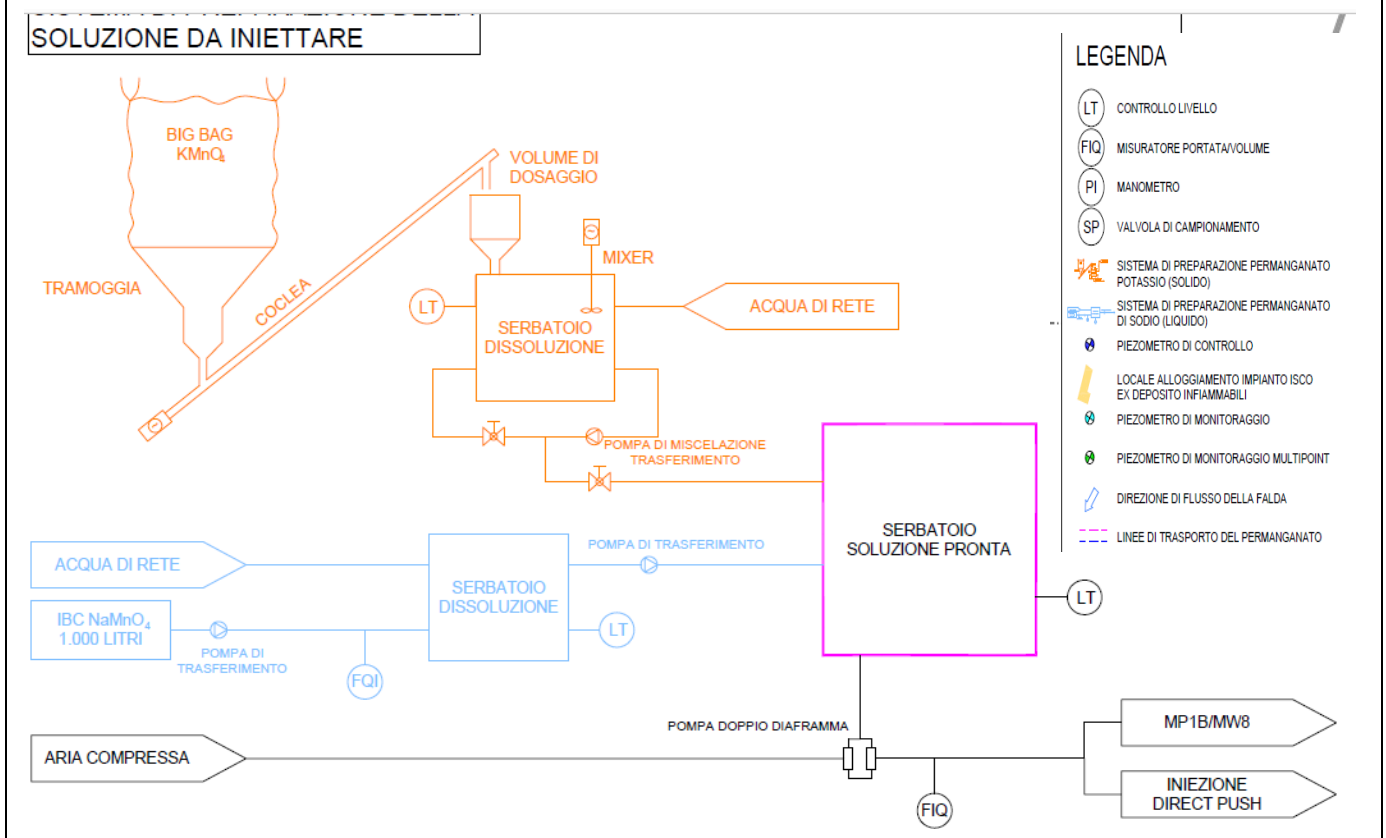 SISTEMA DI PREPARAZIONE DELLA
SOLUZIONE DA INIETTARE
BIG BAG
KMnO₄
TRAMOGGIA
COCLEA
VOLUME DI
DOSAGGIO
MIXER
LT
SERBATOIO
DISSOLUZIONE
ACQUA DI RETE
POMPA DI MISCELAZIONE
TRASFERIMENTO
ACQUA DI RETE
IBC NaMnO₄
1.000 LITRI
POMPA DI
TRASFERIMENTO
FQI
SERBATOIO
DISSOLUZIONE
LT
POMPA DI TRASFERIMENTO
SERBATOIO
SOLUZIONE PRONTA
LT
POMPA DOPPIO DIAFRAMMA
ARIA COMPRESSA
FIQ
MP1B/MW8
INIEZIONE
DIRECT PUSH
LEGENDA
LT CONTROLLO LIVELLO
FIQ MISURATORE PORTATA/VOLUME
PI MANOMETRO
SP VALVOLA DI CAMPIONAMENTO
SISTEMA DI PREPARAZIONE PERMANGANATO
POTASSIO (SOLIDO)
SISTEMA DI PREPARAZIONE PERMANGANATO
DI SODIO (LIQUIDO)
PIEZOMETRO DI CONTROLLO
LOCALE ALLOGGIAMENTO IMPIANTO ISCO
EX DEPOSITO INFIAMMABILI
PIEZOMETRO DI MONITORAGGIO
PIEZOMETRO DI MONITORAGGIO MULTIPOINT
DIREZIONE DI FLUSSO DELLA FALDA
LINEE DI TRASPORTO DEL PERMANGANATO